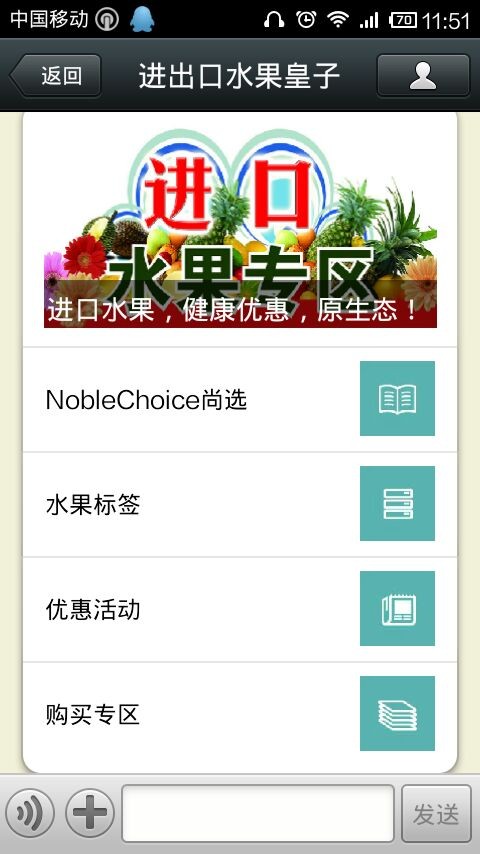 中国移动
70
11:51
返回
进出口水果皇子
进口
水果专区
进口水果，健康优惠，原生态！
NobleChoice尚选
水果标签
优惠活动
购买专区
发送